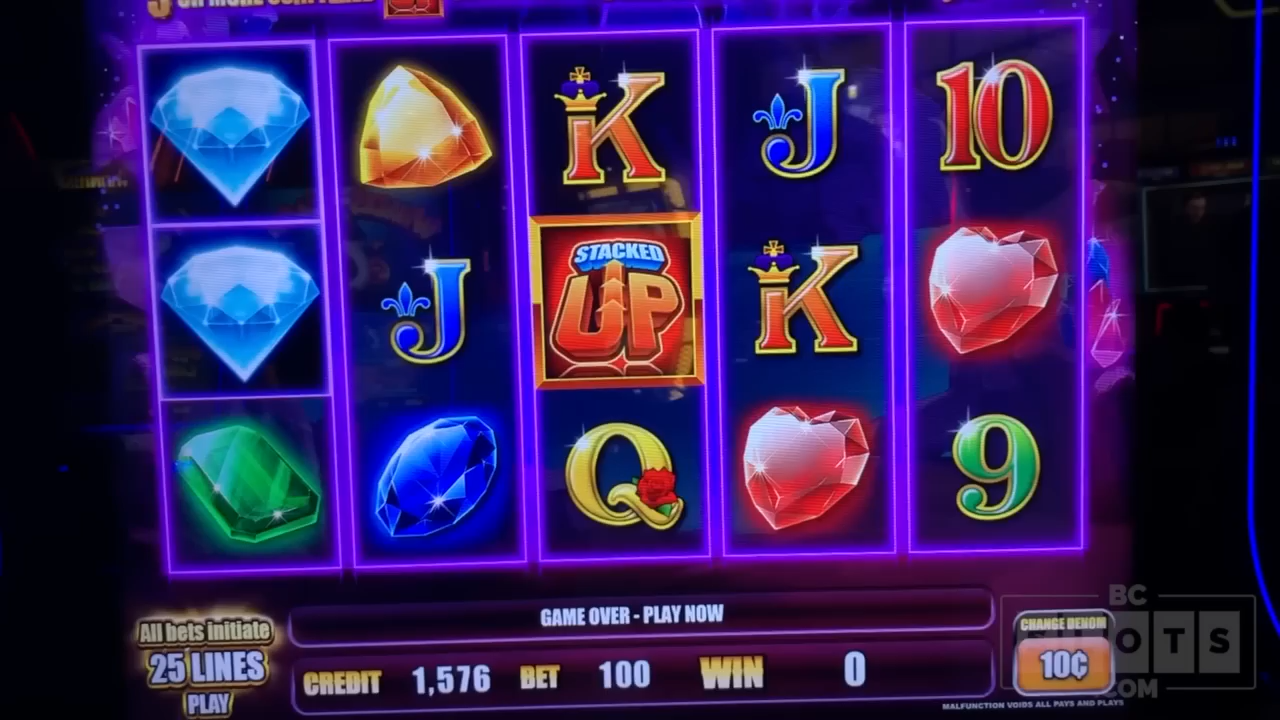 K
J
10
J
STACKED
UP
K
Q
9
GAME OVER - PLAY NOW
All bets initiate
25 LINES
PLAY
CREDIT 1,576 BET 100 WIN 0
CHANGE DENOM
10¢
BC
OTS
.COM
MALFUNCTION VOIDS ALL PAYS AND PLAYS